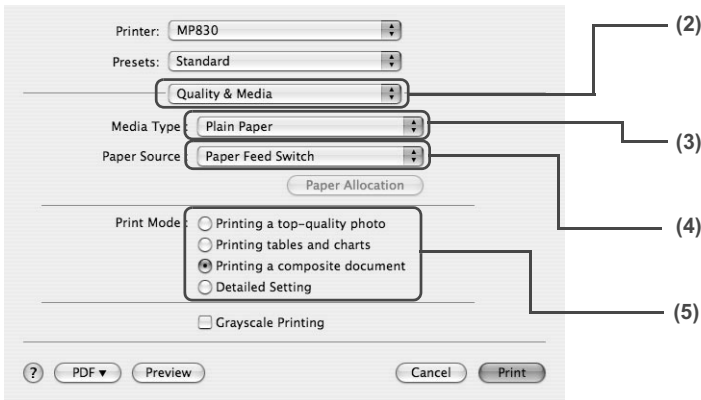 Printer: MP830
(2)
Presets: Standard
Quality & Media
Media Type: Plain Paper
(3)
Paper Source: Paper Feed Switch
Paper Allocation
(4)
Print Mode: Printing a top-quality photo
Printing tables and charts
Printing a composite document
Detailed Setting
(5)
Grayscale Printing
? PDF▼ Preview Cancel Print